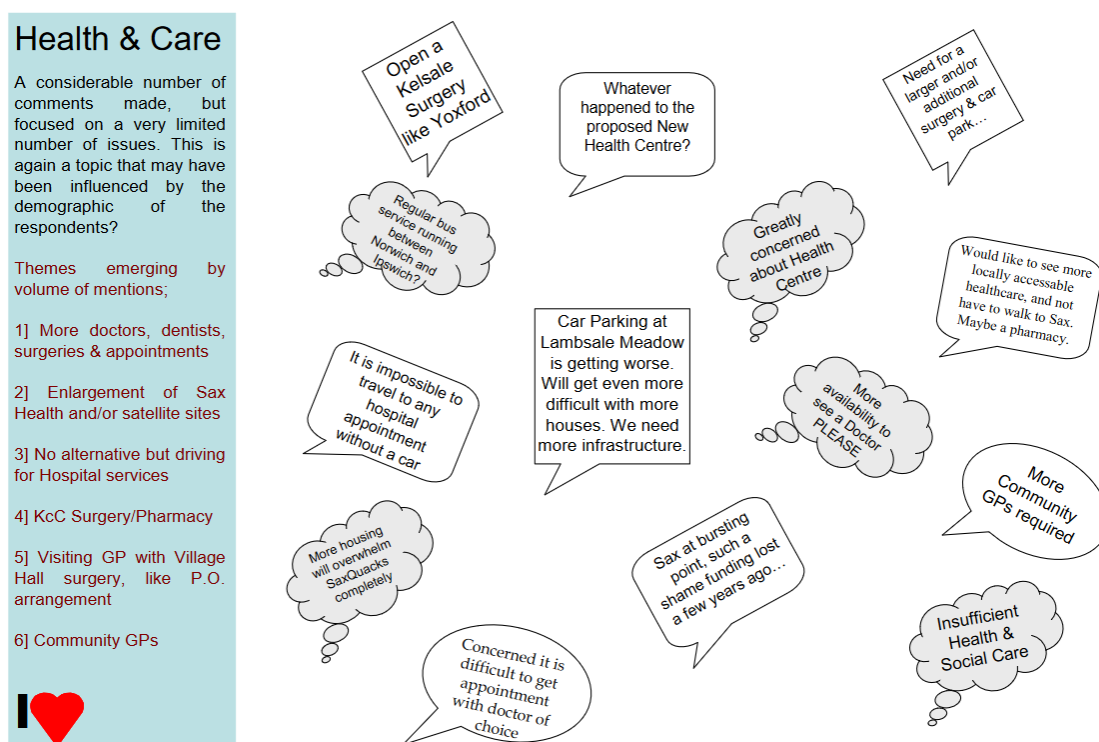 Health & Care
A considerable number of
comments made, but
focused on a very limited
number of issues. This is
again a topic that may have
been influenced by the
demographic of the
respondents?
Themes emerging by
volume of mentions;
1] More doctors, dentists,
surgeries & appointments
2] Enlargement of Sax
Health and/or satellite sites
3] No alternative but driving
for Hospital services
4] KcC Surgery/Pharmacy
5] Visiting GP with Village
Hall surgery, like P.O.
arrangement
6] Community GPs
I
Open a
Kelsale
Surgery
like Yoxford
Whatever
happened to the
proposed New
Health Centre?
Need for a
larger and/or
additional
surgery & car
park…
Regular bus
service running
between
Norwich and
Ipswich?
Greatly
concerned
about Health
Centre
Would like to see more
locally accessable
healthcare, and not
have to walk to Sax.
Maybe a pharmacy.
It is impossible to
travel to any
hospital
appointment
without a car
Car Parking at
Lambsale Meadow
is getting worse.
Will get even more
difficult with more
houses. We need
more infrastructure.
More
availability to
see a Doctor
PLEASE
More
Community
GPs required
More housing
will overwhelm
SaxQuacks
completely
Sax at bursting
point, such a
shame funding lost
a few years ago…
Insufficient
Health &
Social Care
Concerned it is
difficult to get
appointment
with doctor of
choice